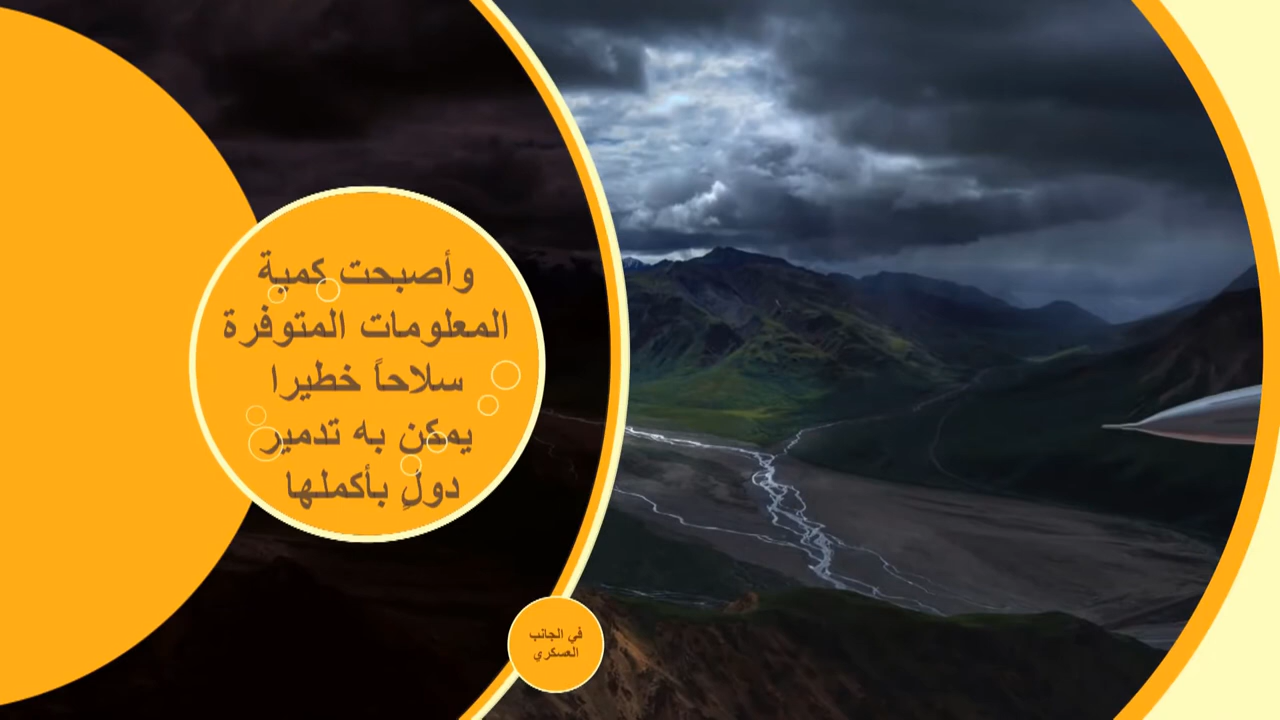 وأصبحت كمية
المعلومات المتوفرة
سلاحاً خطيرا
يمكن به تدمير
دولٍ بأكملها
في الجانب
العسكري